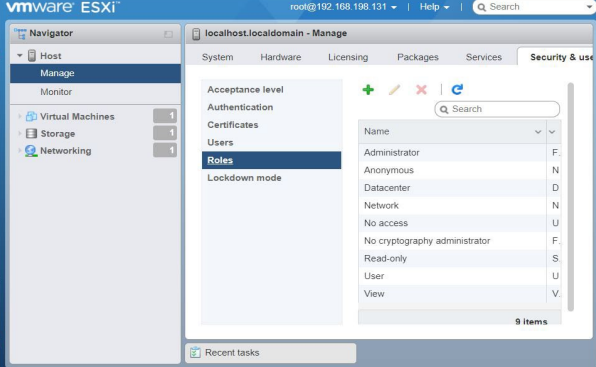 vmware ESXi™ root@192.168.198.131 | Help | Search
Navigator
Host
Manage
Monitor
Virtual Machines 1
Storage 1
Networking 1
localhost.localdomain - Manage
System Hardware Licensing Packages Services Security & use
Acceptance level
Authentication
Certificates
Users
Roles
Lockdown mode
Search
Name
Administrator F.
Anonymous N
Datacenter D
Network N
No access U
No cryptography administrator F.
Read-only S
User U
View V.
9 items
Recent tasks